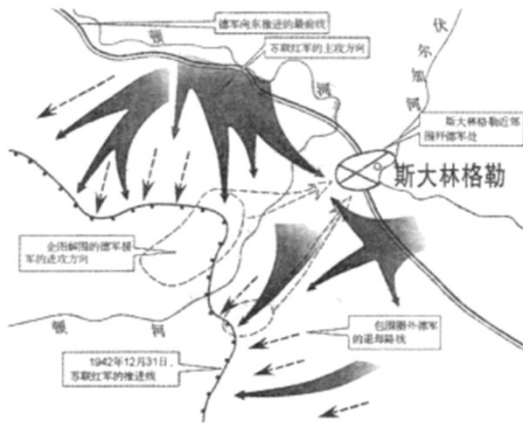 德军向东推进的最前线
顿
苏联红军的主攻方向
河
伏
尔
加
河
斯大林格勒近郊
围歼德军处
斯大林格勒
企图解围的德军援
军的进攻方向
顿
河
包围圈外德军
的退却路线
1942年12月31日,
苏联红军的推进线